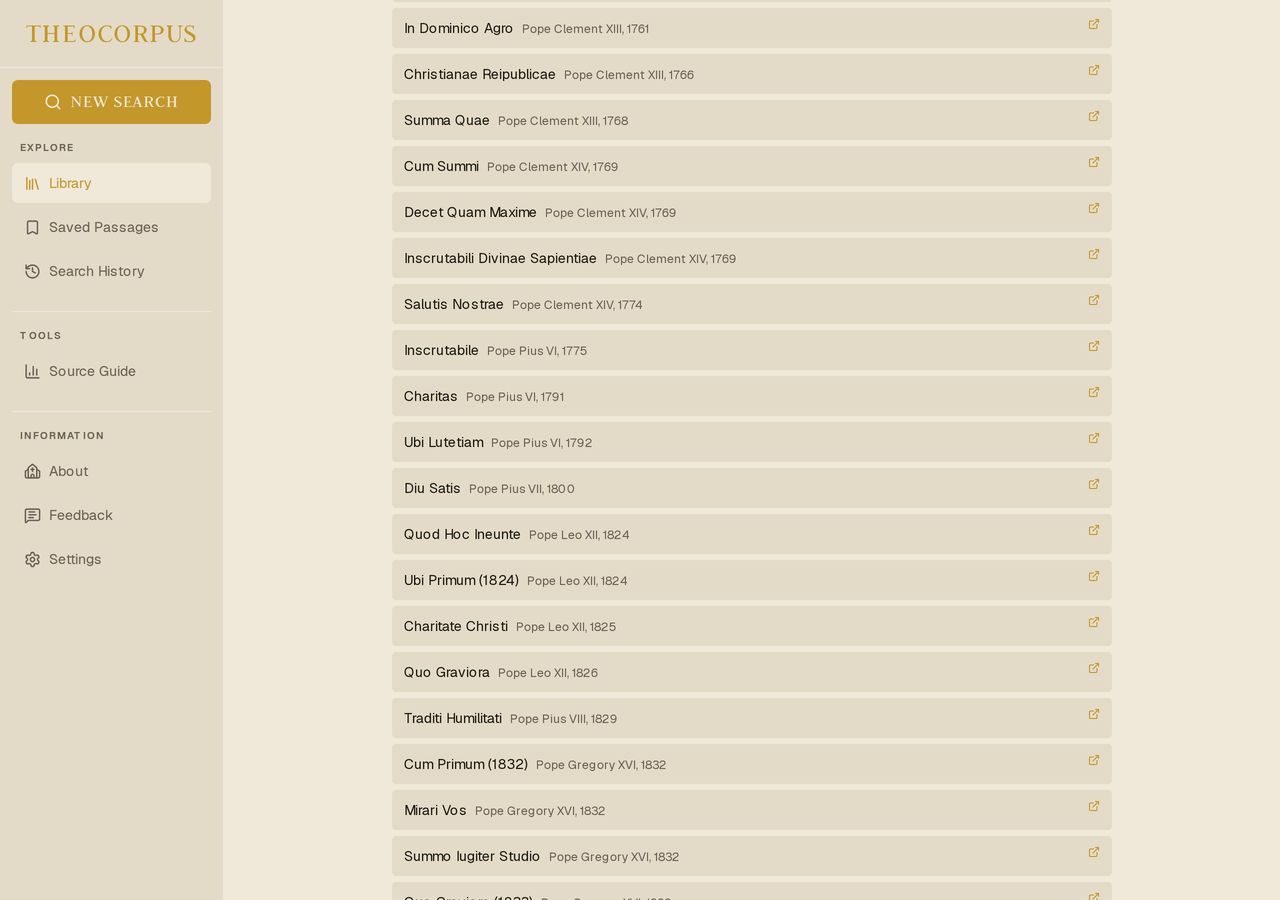 THEOCORPUS
NEW SEARCH
EXPLORE
Library
Saved Passages
Search History
TOOLS
Source Guide
INFORMATION
About
Feedback
Settings
In Dominico Agro Pope Clement XIII, 1761
Christianae Reipublicae Pope Clement XIII, 1766
Summa Quae Pope Clement XIII, 1768
Cum Summi Pope Clement XIV, 1769
Decet Quam Maxime Pope Clement XIV, 1769
Inscrutabili Divinae Sapientiae Pope Clement XIV, 1769
Salutis Nostrae Pope Clement XIV, 1774
Inscrutabile Pope Pius VI, 1775
Charitas Pope Pius VI, 1791
Ubi Lutetiam Pope Pius VI, 1792
Diu Satis Pope Pius VII, 1800
Quod Hoc Ineunte Pope Leo XII, 1824
Ubi Primum (1824) Pope Leo XII, 1824
Charitate Christi Pope Leo XII, 1825
Quo Graviora Pope Leo XII, 1826
Traditi Humilitati Pope Pius VIII, 1829
Cum Primum (1832) Pope Gregory XVI, 1832
Mirari Vos Pope Gregory XVI, 1832
Summo Iugiter Studio Pope Gregory XVI, 1832